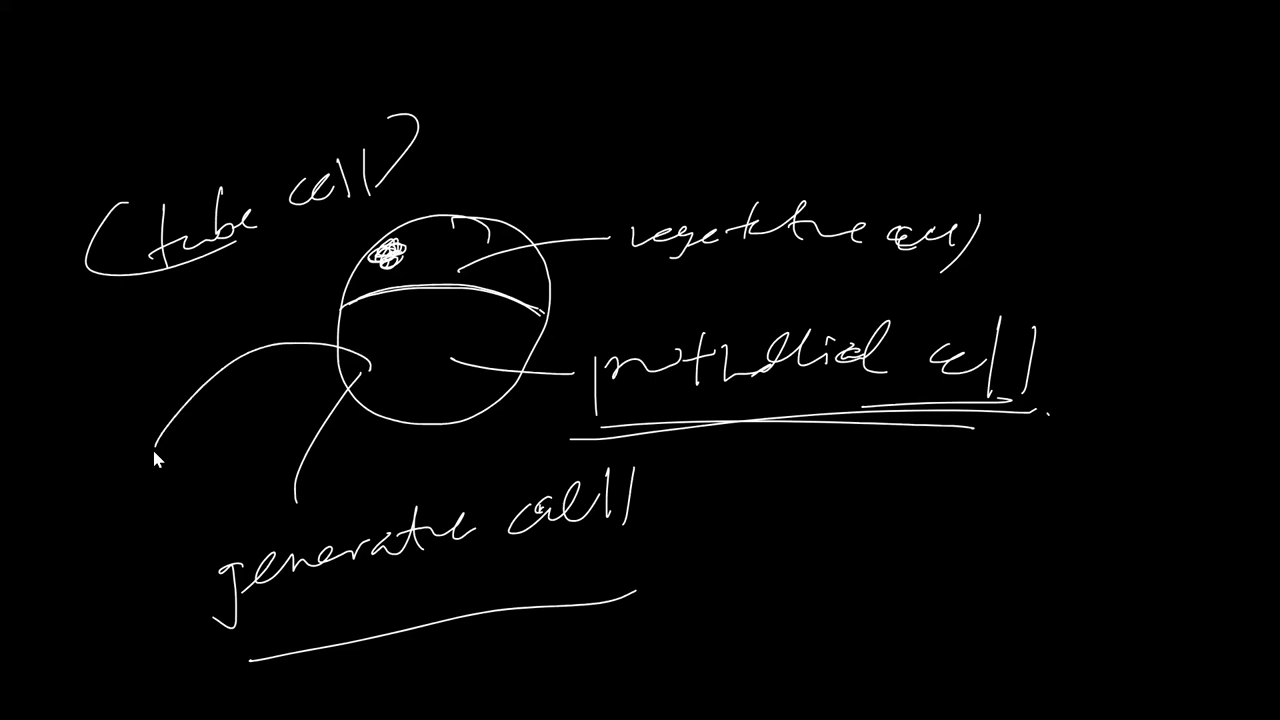 (tube cell)
vegetative cell)
prothallial cell
generative cell